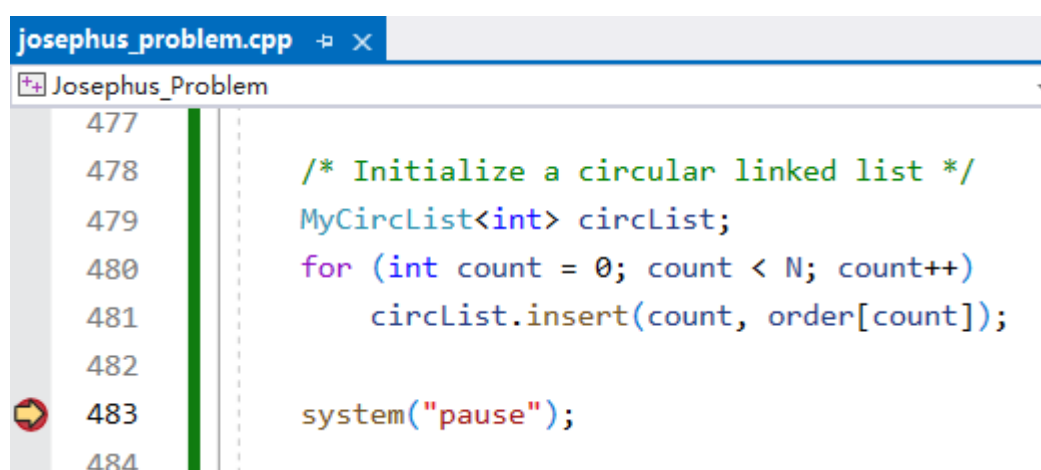 josephus_problem.cpp
Josephus_Problem
477
478 /* Initialize a circular linked list */
479 MyCircList<int> circList;
480 for (int count = 0; count < N; count++)
481 circList.insert(count, order[count]);
482
483 system("pause");
484